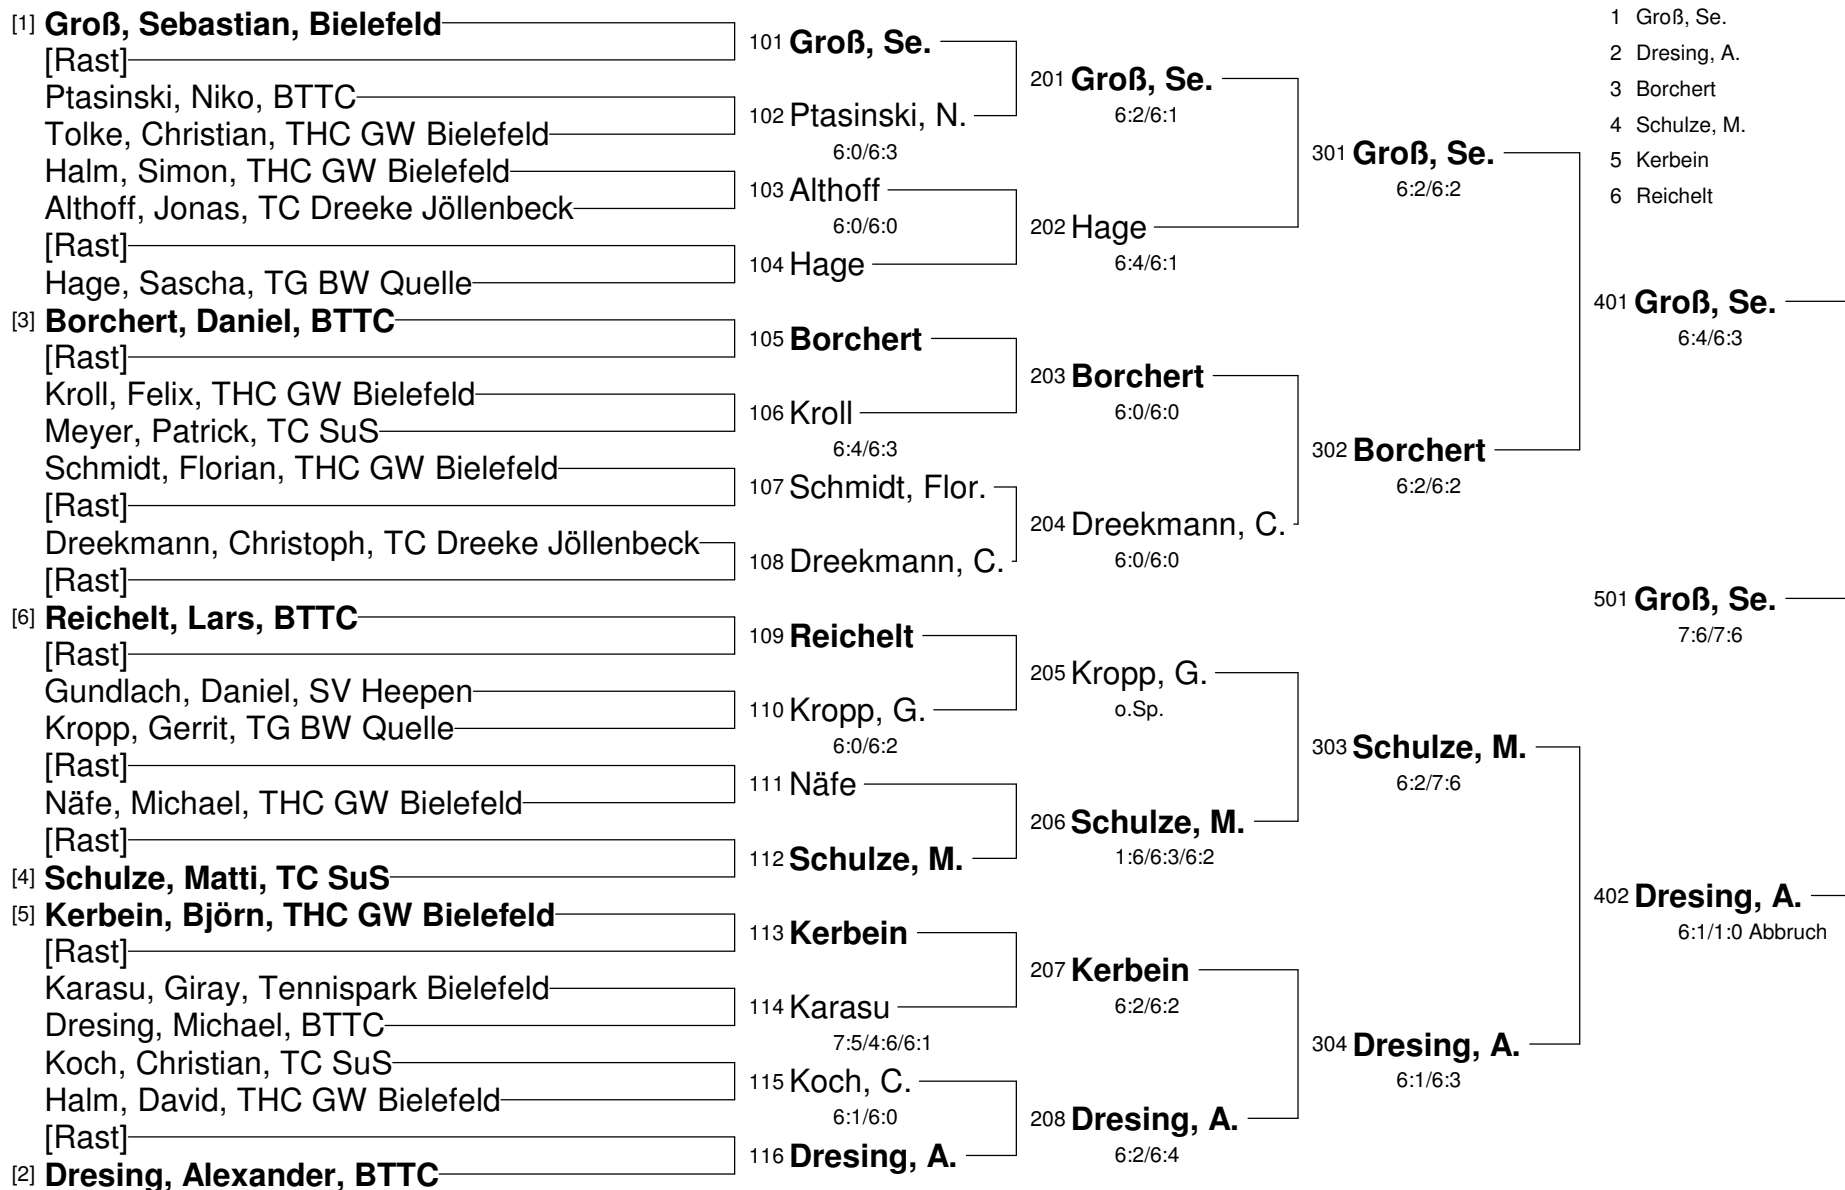 [1] Groß, Sebastian, Bielefeld
[Rast]
Ptasinski, Niko, BTTC
Tolke, Christian, THC GW Bielefeld
Halm, Simon, THC GW Bielefeld
Althoff, Jonas, TC Dreeke Jöllenbeck
[Rast]
Hage, Sascha, TG BW Quelle
[3] Borchert, Daniel, BTTC
[Rast]
Kroll, Felix, THC GW Bielefeld
Meyer, Patrick, TC SuS
Schmidt, Florian, THC GW Bielefeld
[Rast]
Dreekmann, Christoph, TC Dreeke Jöllenbeck
[Rast]
[6] Reichelt, Lars, BTTC
[Rast]
Gundlach, Daniel, SV Heepen
Kropp, Gerrit, TG BW Quelle
[Rast]
Näfe, Michael, THC GW Bielefeld
[Rast]
[4] Schulze, Matti, TC SuS
[5] Kerbein, Björn, THC GW Bielefeld
[Rast]
Karasu, Giray, Tennispark Bielefeld
Dresing, Michael, BTTC
Koch, Christian, TC SuS
Halm, David, THC GW Bielefeld
[Rast]
[2] Dresing, Alexander, BTTC
101 Groß, Se.
102 Ptasinski, N.
6:0/6:3
103 Althoff
6:0/6:0
104 Hage
105 Borchert
106 Kroll
6:4/6:3
107 Schmidt, Flor.
108 Dreekmann, C.
109 Reichelt
110 Kropp, G.
6:0/6:2
111 Näfe
112 Schulze, M.
113 Kerbein
114 Karasu
7:5/4:6/6:1
115 Koch, C.
6:1/6:0
116 Dresing, A.
201 Groß, Se.
6:2/6:1
202 Hage
6:4/6:1
203 Borchert
6:0/6:0
204 Dreekmann, C.
6:0/6:0
205 Kropp, G.
o.Sp.
206 Schulze, M.
1:6/6:3/6:2
207 Kerbein
6:2/6:2
208 Dresing, A.
6:2/6:4
301 Groß, Se.
6:2/6:2
302 Borchert
6:2/6:2
303 Schulze, M.
6:2/7:6
304 Dresing, A.
6:1/6:3
1 Groß, Se.
2 Dresing, A.
3 Borchert
4 Schulze, M.
5 Kerbein
6 Reichelt
401 Groß, Se.
6:4/6:3
501 Groß, Se.
7:6/7:6
402 Dresing, A.
6:1/1:0 Abbruch